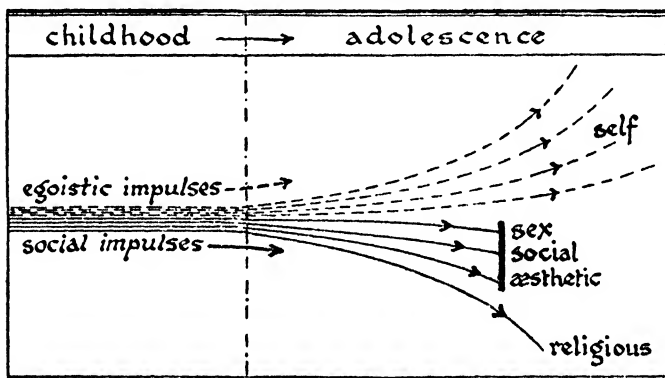 childhood adolescence
self
egoistic impulses
social impulses
sex
social
æsthetic
religious